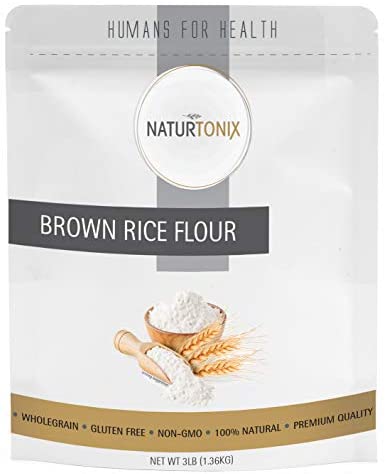 HUMANS FOR HEALTH
NATURTONIX
BROWN RICE FLOUR
• WHOLEGRAIN • GLUTEN FREE • NON-GMO • 100% NATURAL • PREMIUM QUALITY
NET WT 3LB (1.36KG)